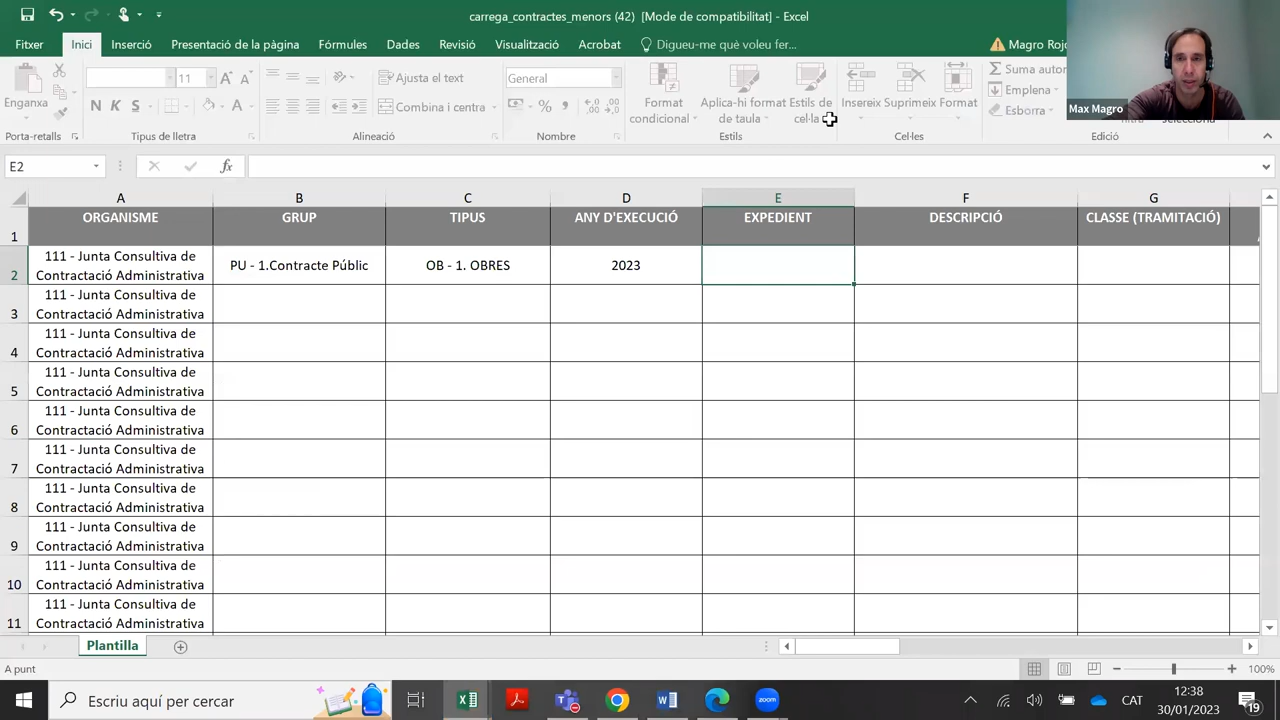 carrega_contractes_menors (42) [Mode de compatibilitat] - Excel
Fitxer Inici Inserció Presentació de la pàgina Fórmules Dades Revisió Visualització Acrobat Digueu-me què voleu fer... Magro Rojo
Enganxa
11
General
Ajusta el text
Combina i centra
Format condicional
Aplica-hi format de taula
Estils de cel·la
Insereix Suprimeix Format
Suma
Emplena
Esborra
Max Magro
Porta-retalls Tipus de lletra Alineació Nombre Estils Cel·les Edició
E2
fx
A B C D E F G
1 ORGANISME GRUP TIPUS ANY D'EXECUCIÓ EXPEDIENT DESCRIPCIÓ CLASSE (TRAMITACIÓ)
2 111 - Junta Consultiva de Contractació Administrativa PU - 1.Contracte Públic OB - 1. OBRES 2023
3 111 - Junta Consultiva de Contractació Administrativa
4 111 - Junta Consultiva de Contractació Administrativa
5 111 - Junta Consultiva de Contractació Administrativa
6 111 - Junta Consultiva de Contractació Administrativa
7 111 - Junta Consultiva de Contractació Administrativa
8 111 - Junta Consultiva de Contractació Administrativa
9 111 - Junta Consultiva de Contractació Administrativa
10 111 - Junta Consultiva de Contractació Administrativa
11 111 - Junta Consultiva de Contractació Administrativa
Plantilla
A punt
100%
Escriu aquí per cercar
zoom
CAT
12:38
30/01/2023
19